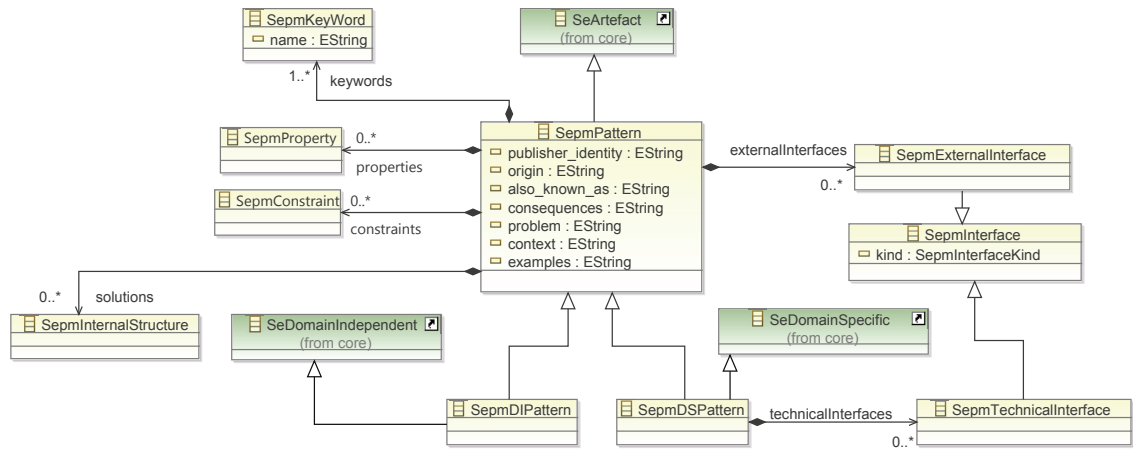 SepmKeyWord
name : EString
1..*
keywords
SeArtefact
(from core)
SepmProperty
0..*
properties
SepmConstraint
0..*
constraints
SepmPattern
publisher_identity : EString
origin : EString
also_known_as : EString
consequences : EString
problem : EString
context : EString
examples : EString
externalInterfaces
0..*
SepmExternalInterface
SepmInterface
kind : SepmInterfaceKind
0..*
solutions
SepmInternalStructure
SeDomainIndependent
(from core)
SeDomainSpecific
(from core)
SepmDIPattern
SepmDSPattern
technicalInterfaces
0..*
SepmTechnicalInterface